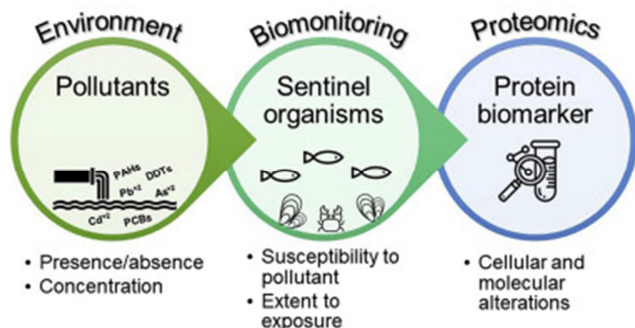 Environment
Biomonitoring
Proteomics
Pollutants
PAHs DDTs
Pb+2 As+2
Cd+2 PCBs
Sentinel
organisms
Protein
biomarker
• Presence/absence
• Concentration
• Susceptibility to
pollutant
• Extent to
exposure
• Cellular and
molecular
alterations